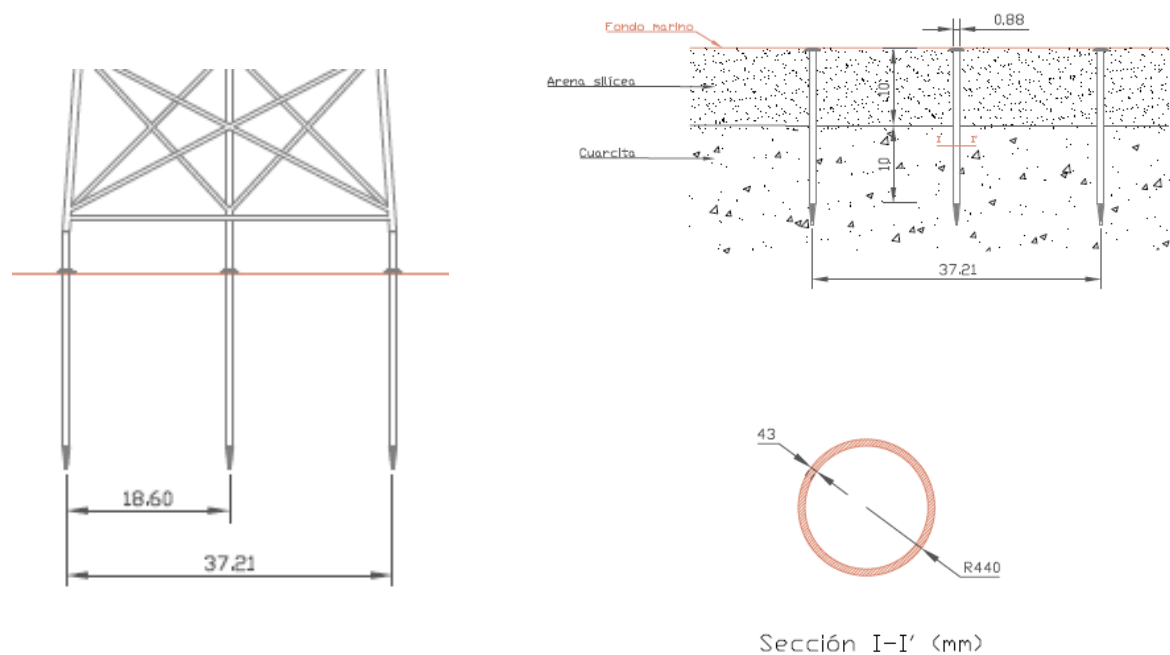 18.60
37.21
Fondo marino
0.88
Arena silícea
10
Cuarcita
I I'
10
37.21
43
R440
Sección I-I' (mm)